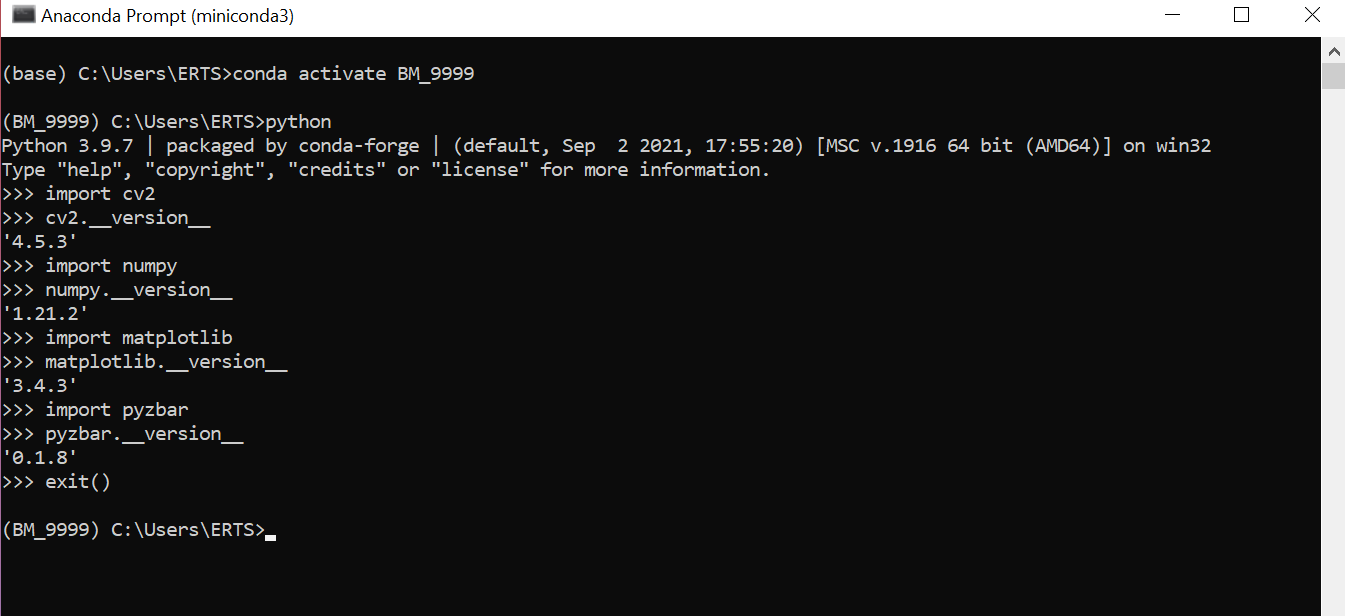 Anaconda Prompt (miniconda3)
(base) C:\Users\ERTS>conda activate BM_9999
(BM_9999) C:\Users\ERTS>python
Python 3.9.7 | packaged by conda-forge | (default, Sep  2 2021, 17:55:20) [MSC v.1916 64 bit (AMD64)] on win32
Type "help", "copyright", "credits" or "license" for more information.
>>> import cv2
>>> cv2.__version__
'4.5.3'
>>> import numpy
>>> numpy.__version__
'1.21.2'
>>> import matplotlib
>>> matplotlib.__version__
'3.4.3'
>>> import pyzbar
>>> pyzbar.__version__
'0.1.8'
>>> exit()
(BM_9999) C:\Users\ERTS>